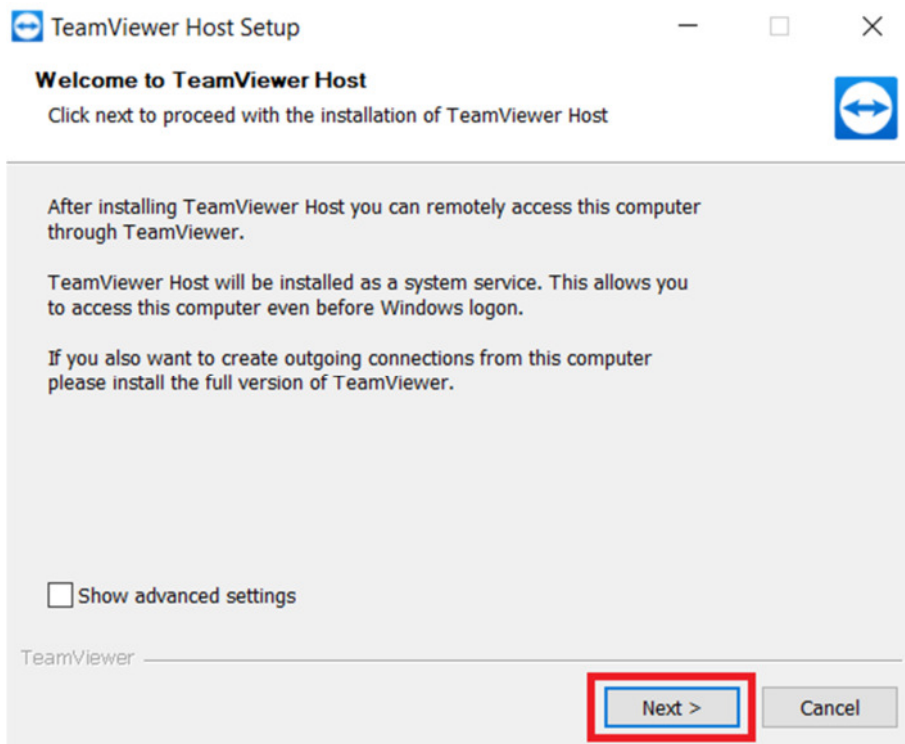 TeamViewer Host Setup
Welcome to TeamViewer Host
Click next to proceed with the installation of TeamViewer Host
After installing TeamViewer Host you can remotely access this computer
through TeamViewer.
TeamViewer Host will be installed as a system service. This allows you
to access this computer even before Windows logon.
If you also want to create outgoing connections from this computer
please install the full version of TeamViewer.
Show advanced settings
TeamViewer
Next >
Cancel